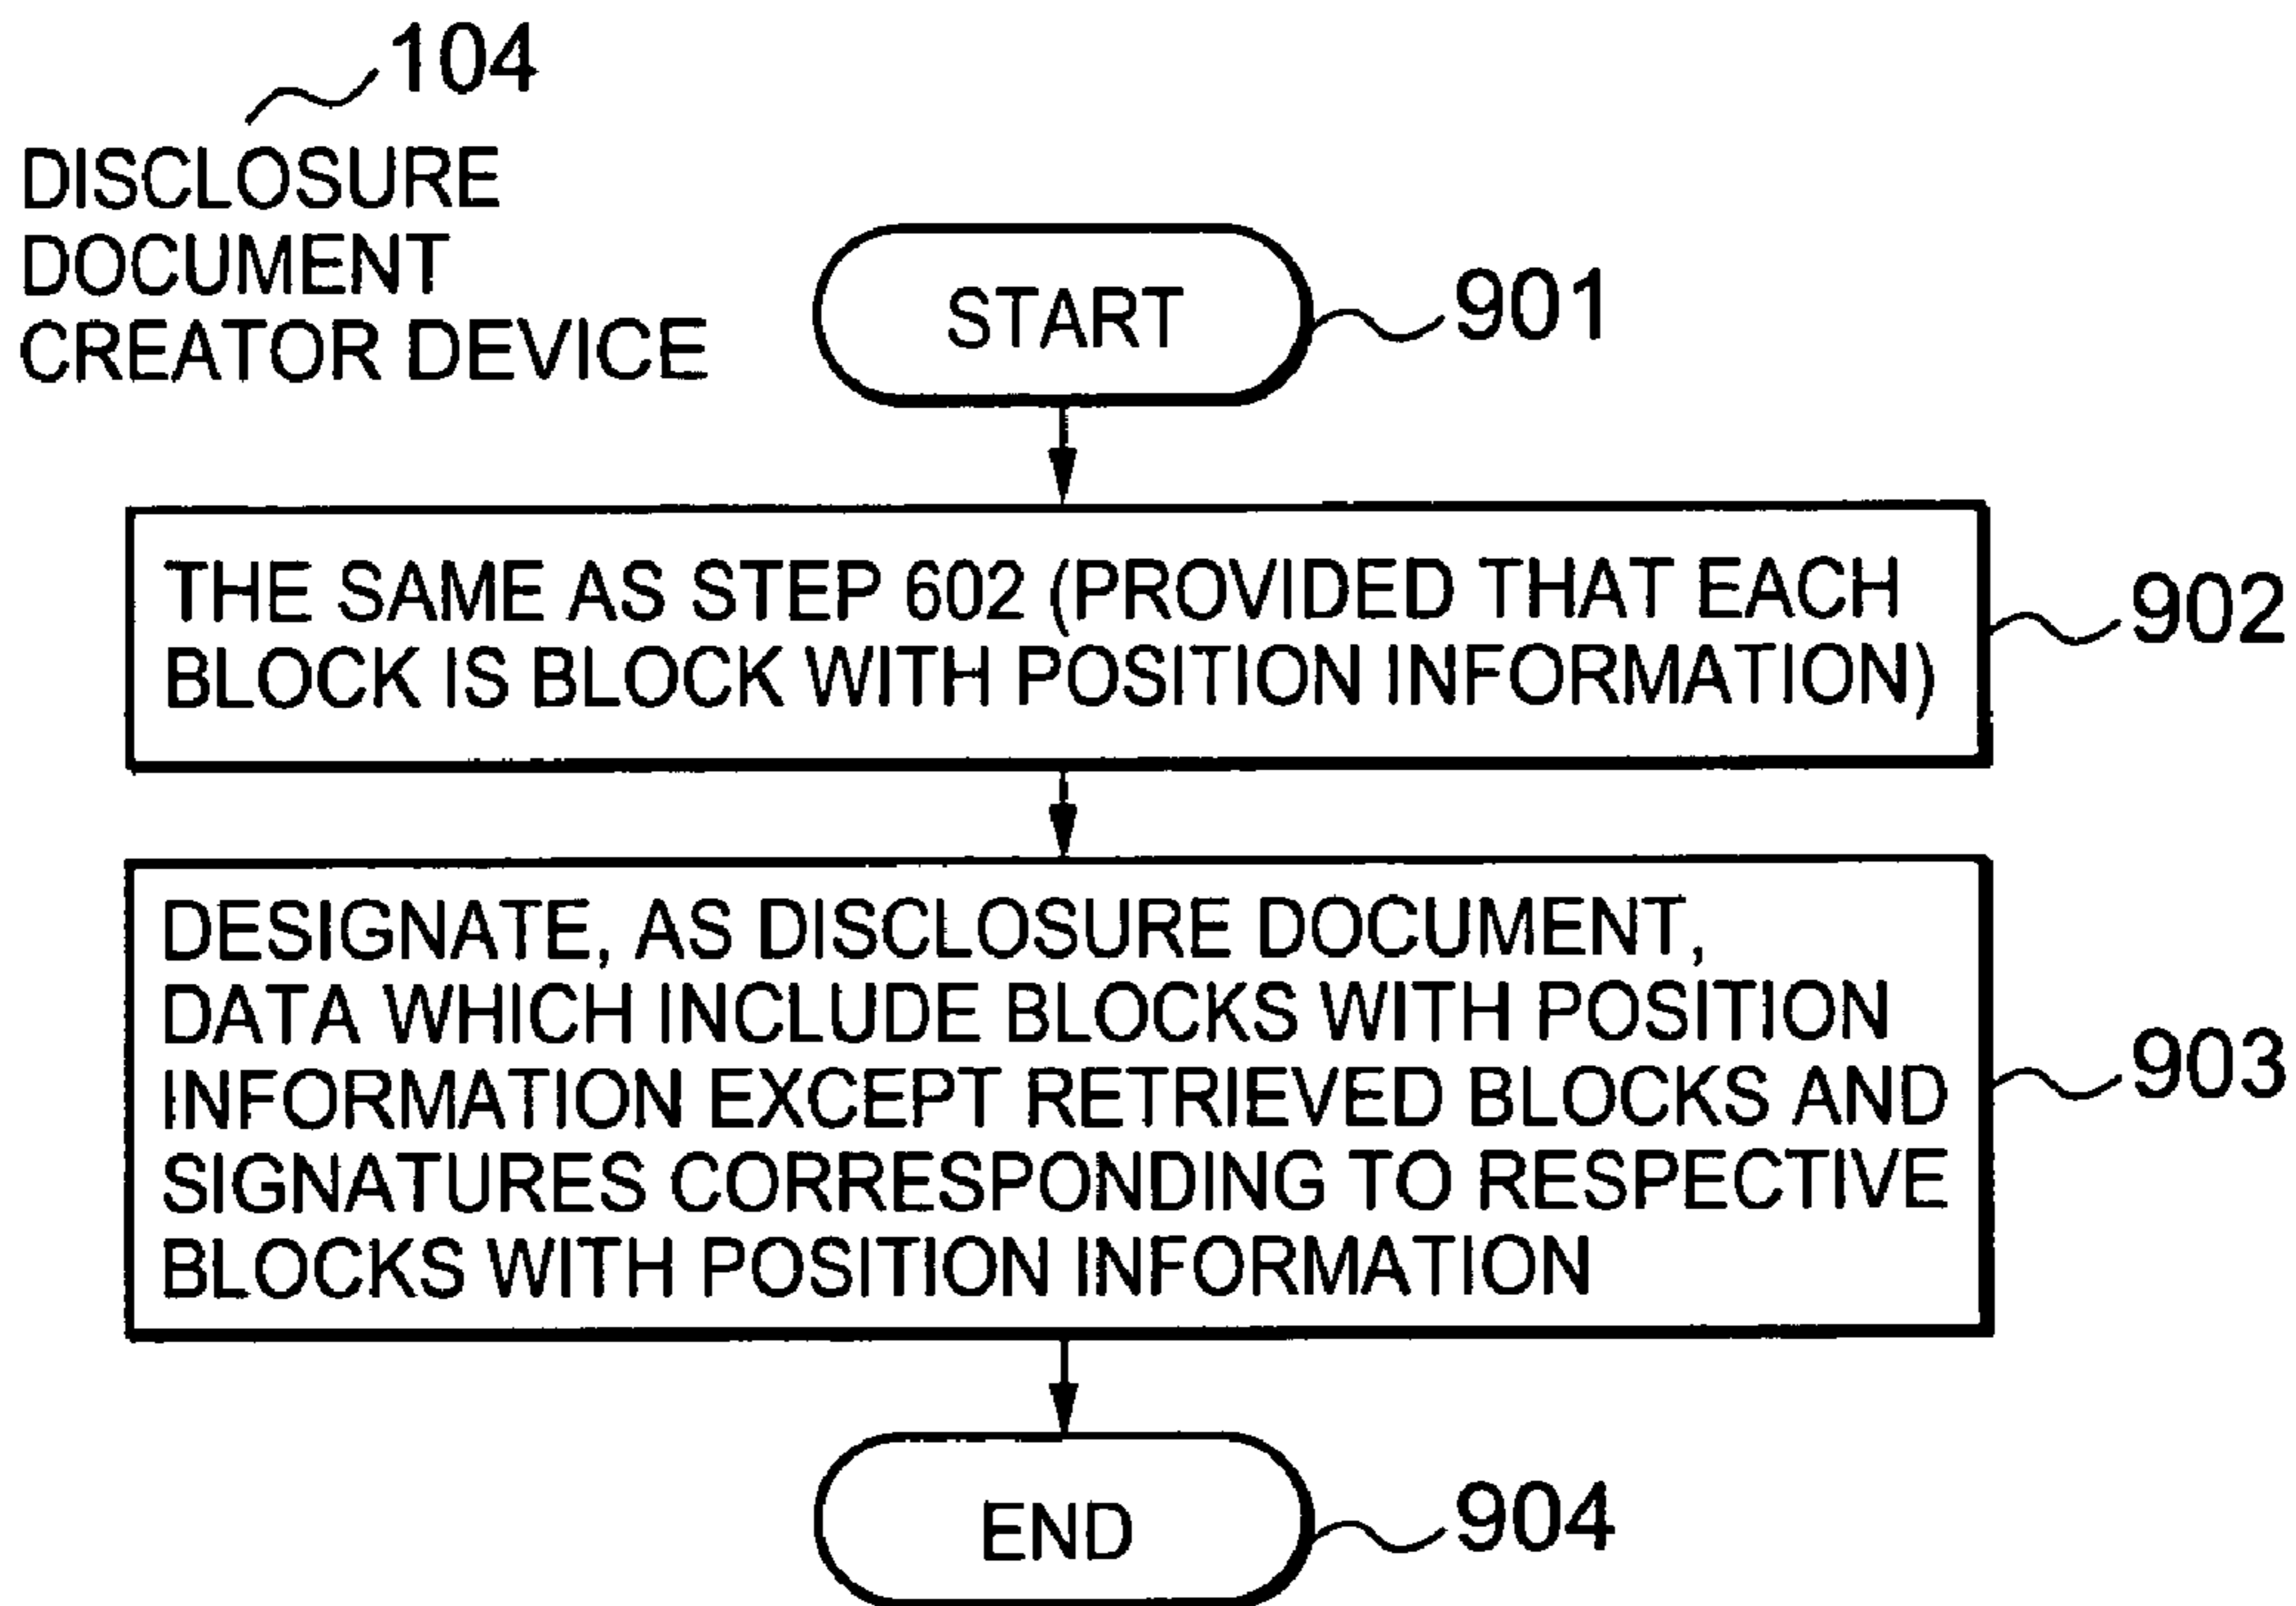 104
DISCLOSURE
DOCUMENT
CREATOR DEVICE
START
901
THE SAME AS STEP 602 (PROVIDED THAT EACH
BLOCK IS BLOCK WITH POSITION INFORMATION)
902
DESIGNATE, AS DISCLOSURE DOCUMENT,
DATA WHICH INCLUDE BLOCKS WITH POSITION
INFORMATION EXCEPT RETRIEVED BLOCKS AND
SIGNATURES CORRESPONDING TO RESPECTIVE
BLOCKS WITH POSITION INFORMATION
903
END
904